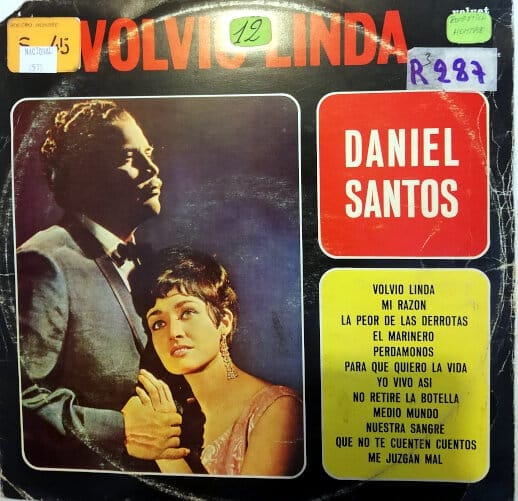 VOLVIO LINDA
velvet
12
NACIONAL
R 287
DANIEL
SANTOS
VOLVIO LINDA
MI RAZON
LA PEOR DE LAS DERROTAS
EL MARINERO
PERDAMONOS
PARA QUE QUIERO LA VIDA
YO VIVO ASI
NO RETIRE LA BOTELLA
MEDIO MUNDO
NUESTRA SANGRE
QUE NO TE CUENTEN CUENTOS
ME JUZGAN MAL